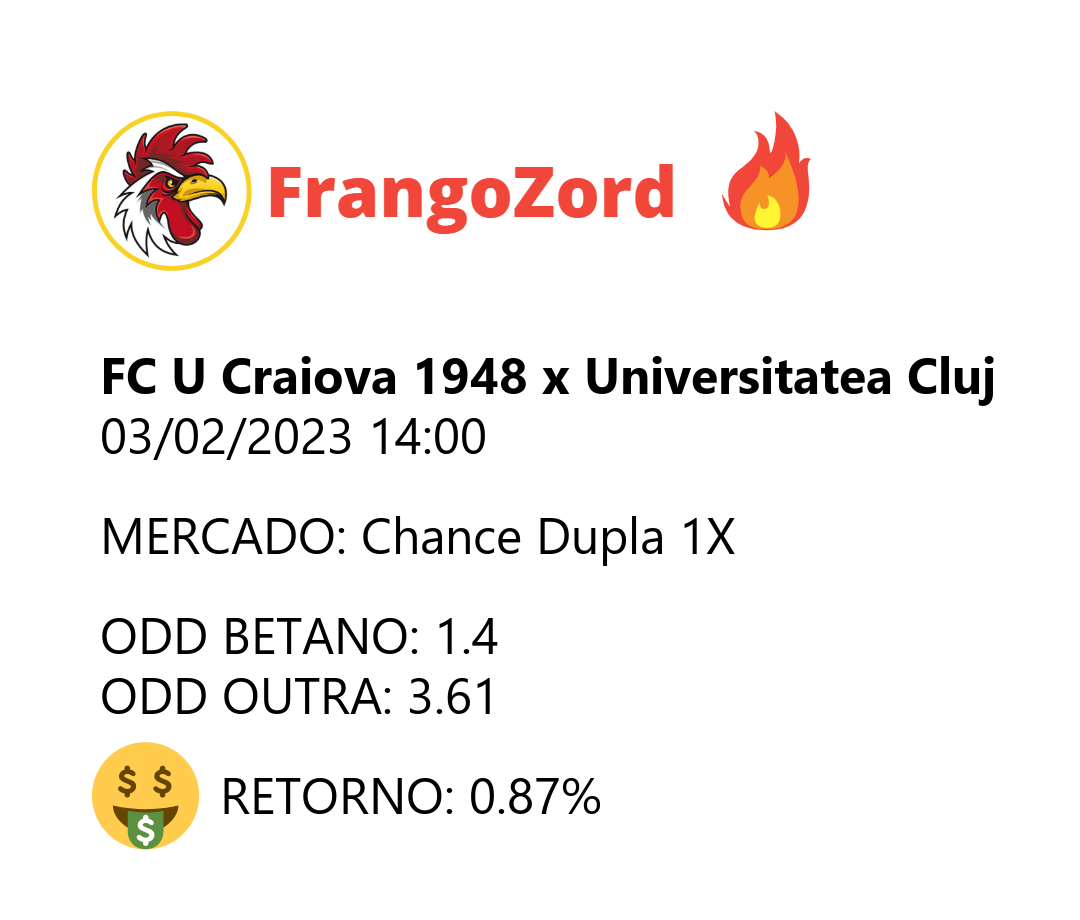 FrangoZord
FC U Craiova 1948 x Universitatea Cluj
03/02/2023 14:00
MERCADO: Chance Dupla 1X
ODD BETANO: 1.4
ODD OUTRA: 3.61
RETORNO: 0.87%